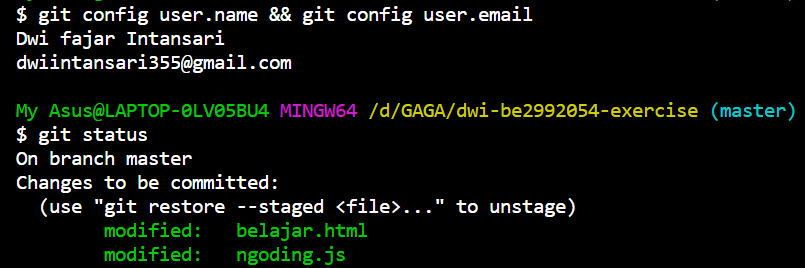 $ git config user.name && git config user.email
Dwi fajar Intansari
dwiintansari355@gmail.com
My Asus@LAPTOP-0LV05BU4 MINGW64 /d/GAGA/dwi-be2992054-exercise (master)
$ git status
On branch master
Changes to be committed:
  (use "git restore --staged <file>..." to unstage)
        modified:   belajar.html
        modified:   ngoding.js